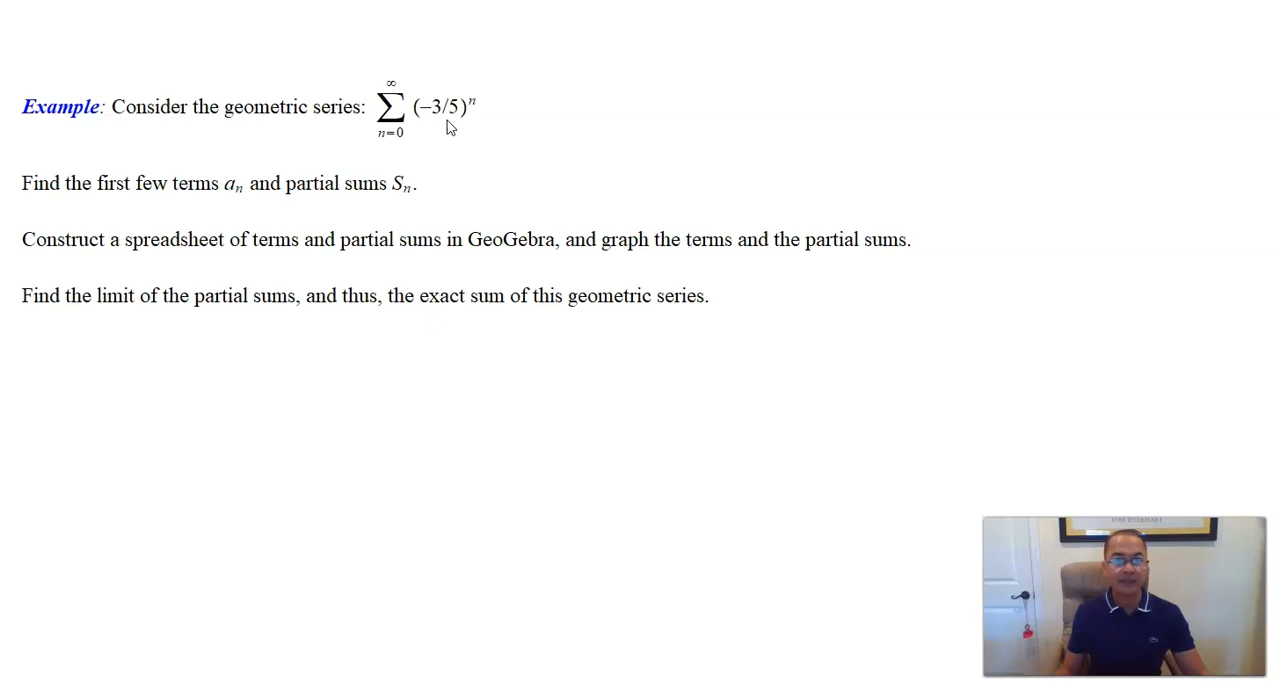 Example: Consider the geometric series: $\sum_{n=0}^{\infty} (-3/5)^n$
Find the first few terms $a_n$ and partial sums $S_n$.
Construct a spreadsheet of terms and partial sums in GeoGebra, and graph the terms and the partial sums.
Find the limit of the partial sums, and thus, the exact sum of this geometric series.